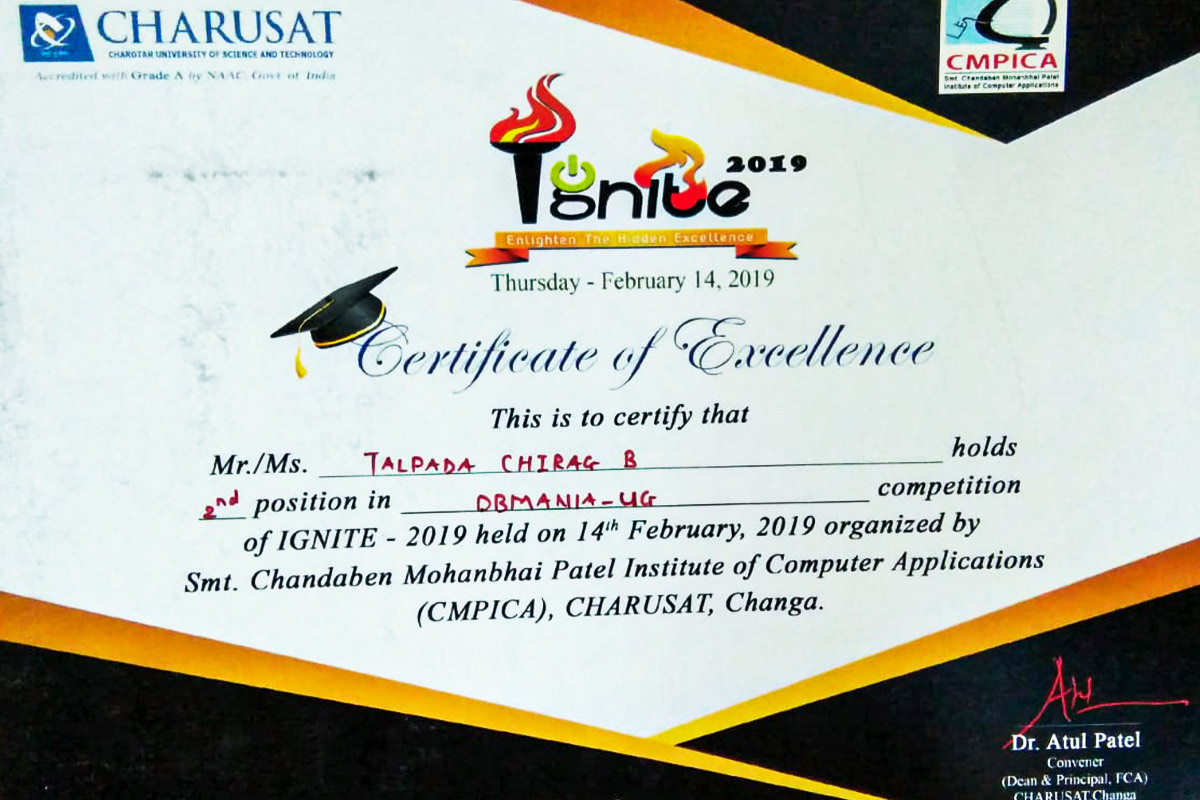 CHARUSAT
CHAROTAR UNIVERSITY OF SCIENCE AND TECHNOLOGY
Accredited with Grade A by NAAC, Govt of India
CMPICA
Smt. Chandaben Mohanbhai Patel
Institute of Computer Applications
Ignite 2019
Enlighten The Hidden Excellence
Thursday - February 14, 2019
Certificate of Excellence
This is to certify that
Mr./Ms. TALPADA CHIRAG B holds
2nd position in DBMANIA-UG competition
of IGNITE - 2019 held on 14th February, 2019 organized by
Smt. Chandaben Mohanbhai Patel Institute of Computer Applications
(CMPICA), CHARUSAT, Changa.
Dr. Atul Patel
Convener
(Dean & Principal, FCA)
CHARUSAT Changa